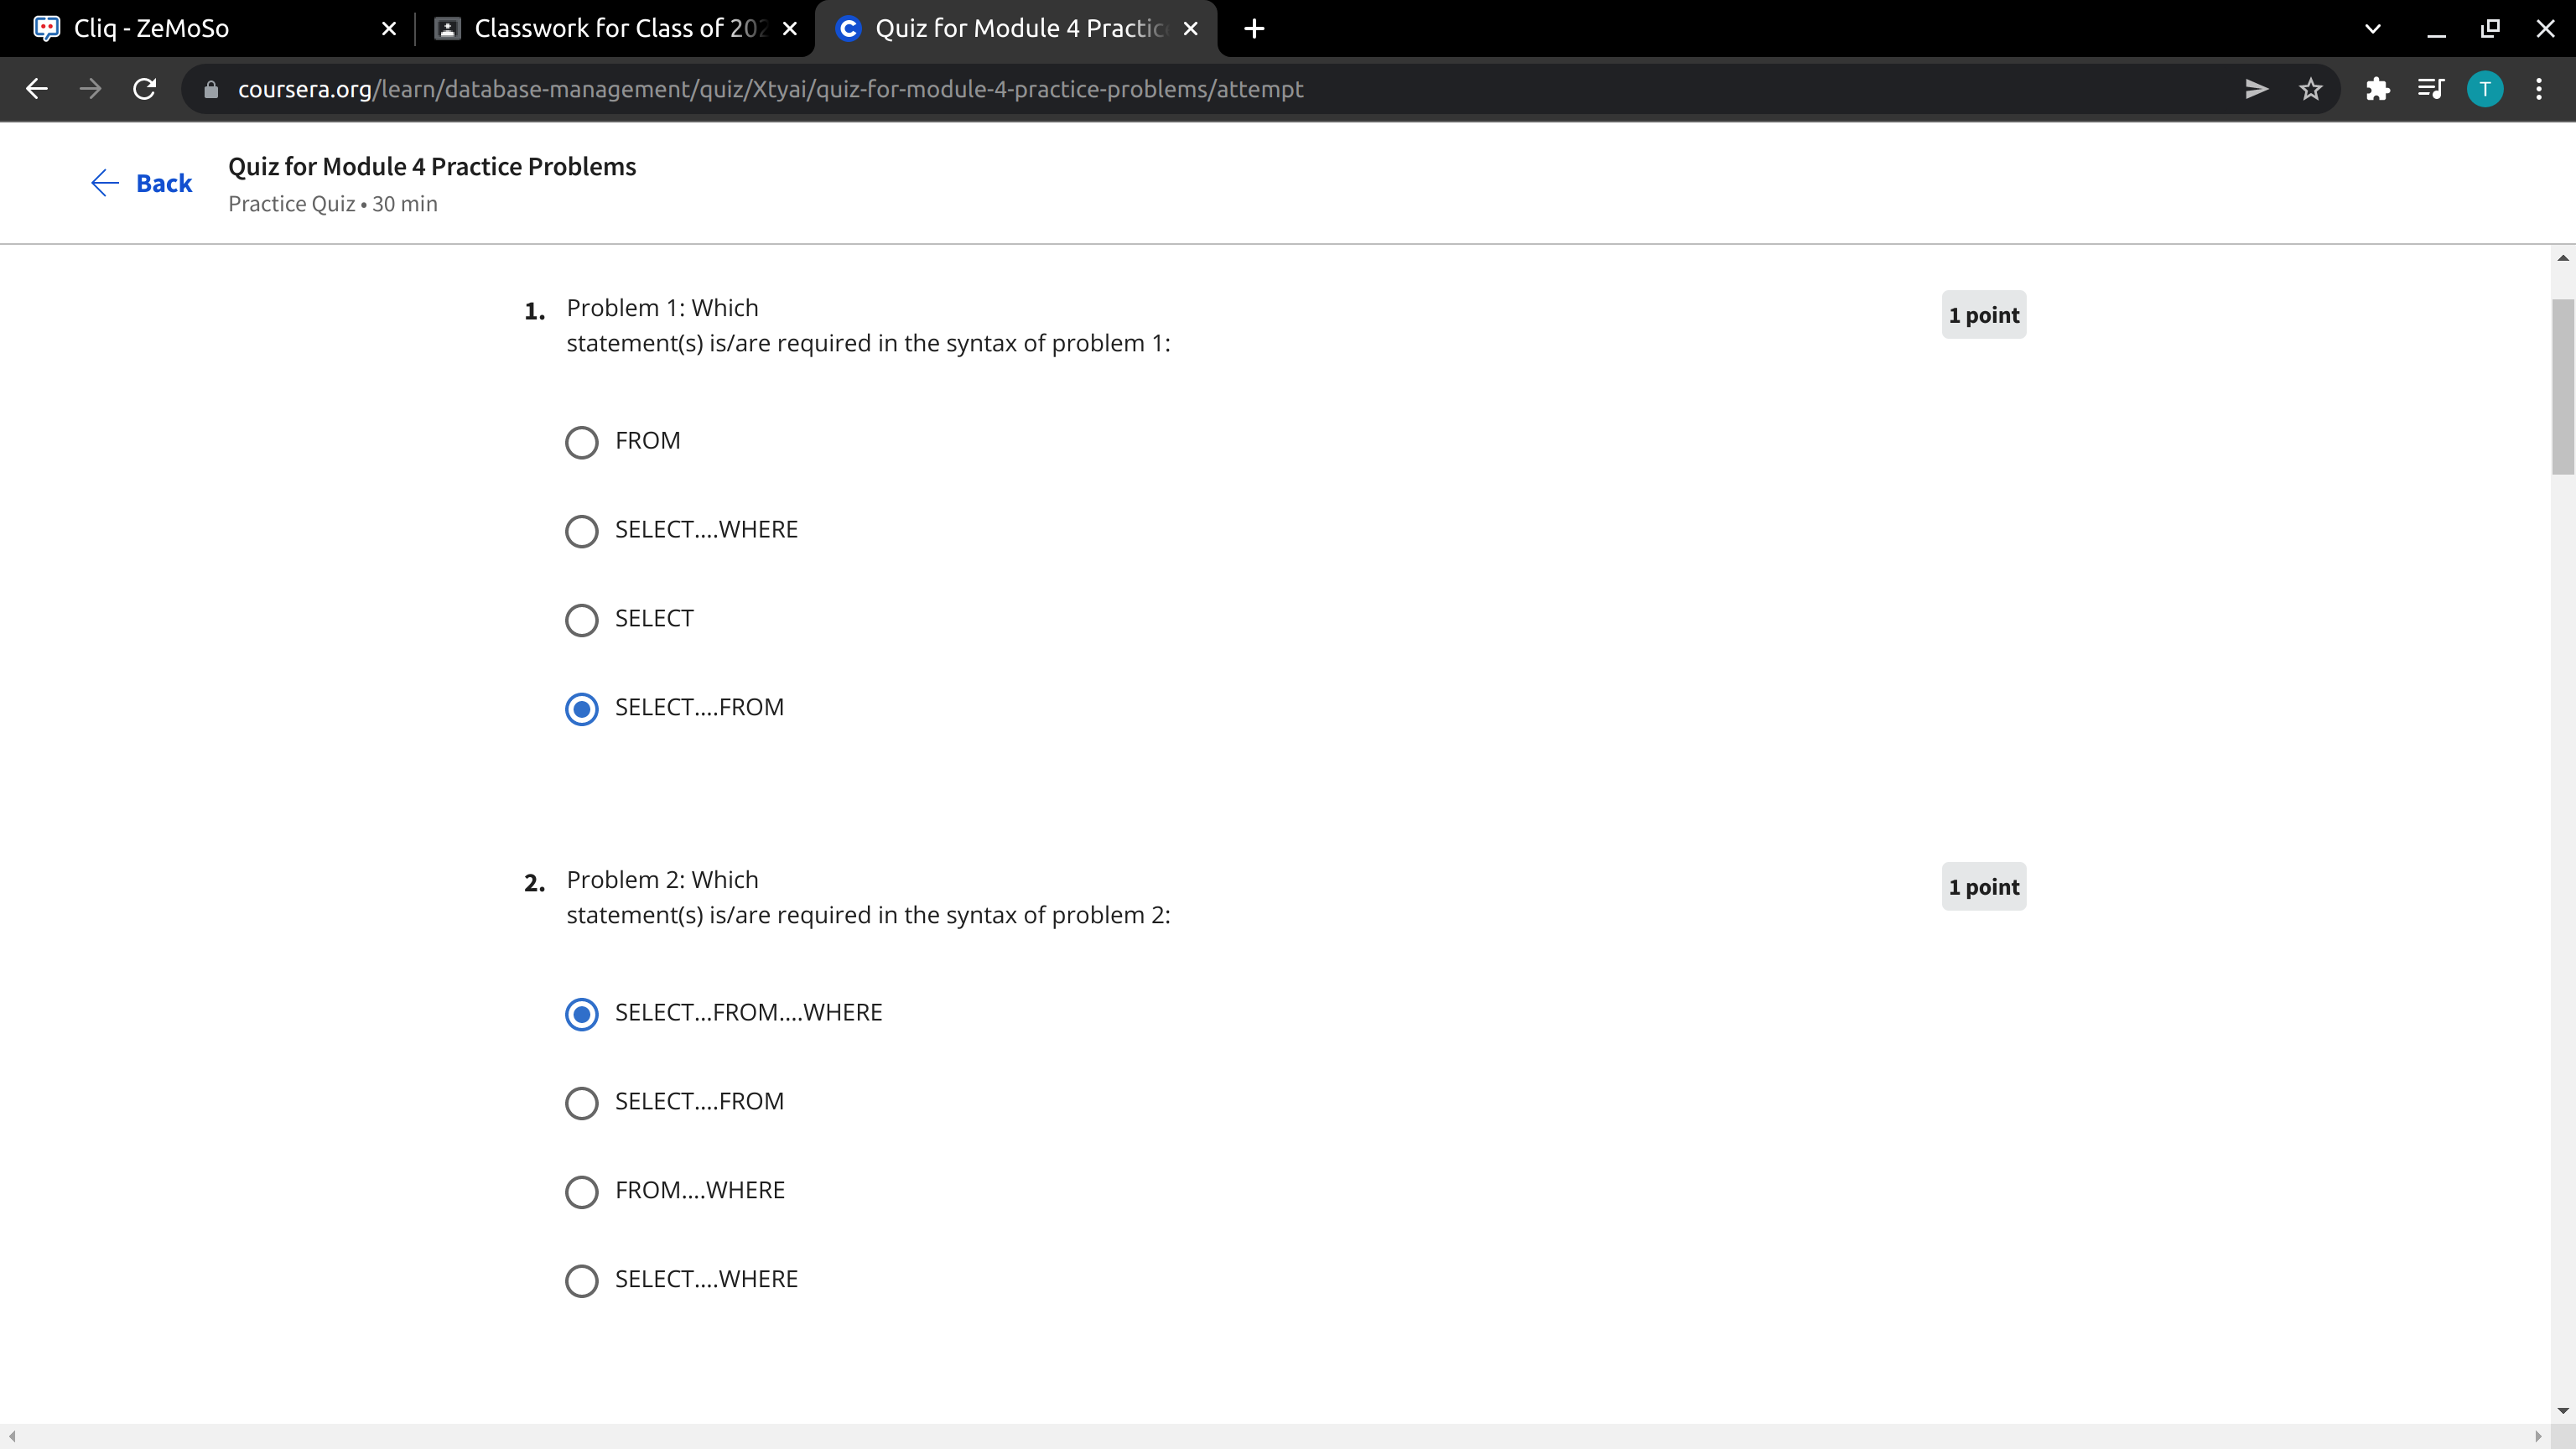 Cliq - ZeMoSo
Classwork for Class of 202
Quiz for Module 4 Practic
coursera.org/learn/database-management/quiz/Xtyai/quiz-for-module-4-practice-problems/attempt
T
Back
Quiz for Module 4 Practice Problems
Practice Quiz • 30 min
1. Problem 1: Which
statement(s) is/are required in the syntax of problem 1:
1 point
FROM
SELECT....WHERE
SELECT
SELECT....FROM
2. Problem 2: Which
statement(s) is/are required in the syntax of problem 2:
1 point
SELECT...FROM....WHERE
SELECT....FROM
FROM....WHERE
SELECT....WHERE